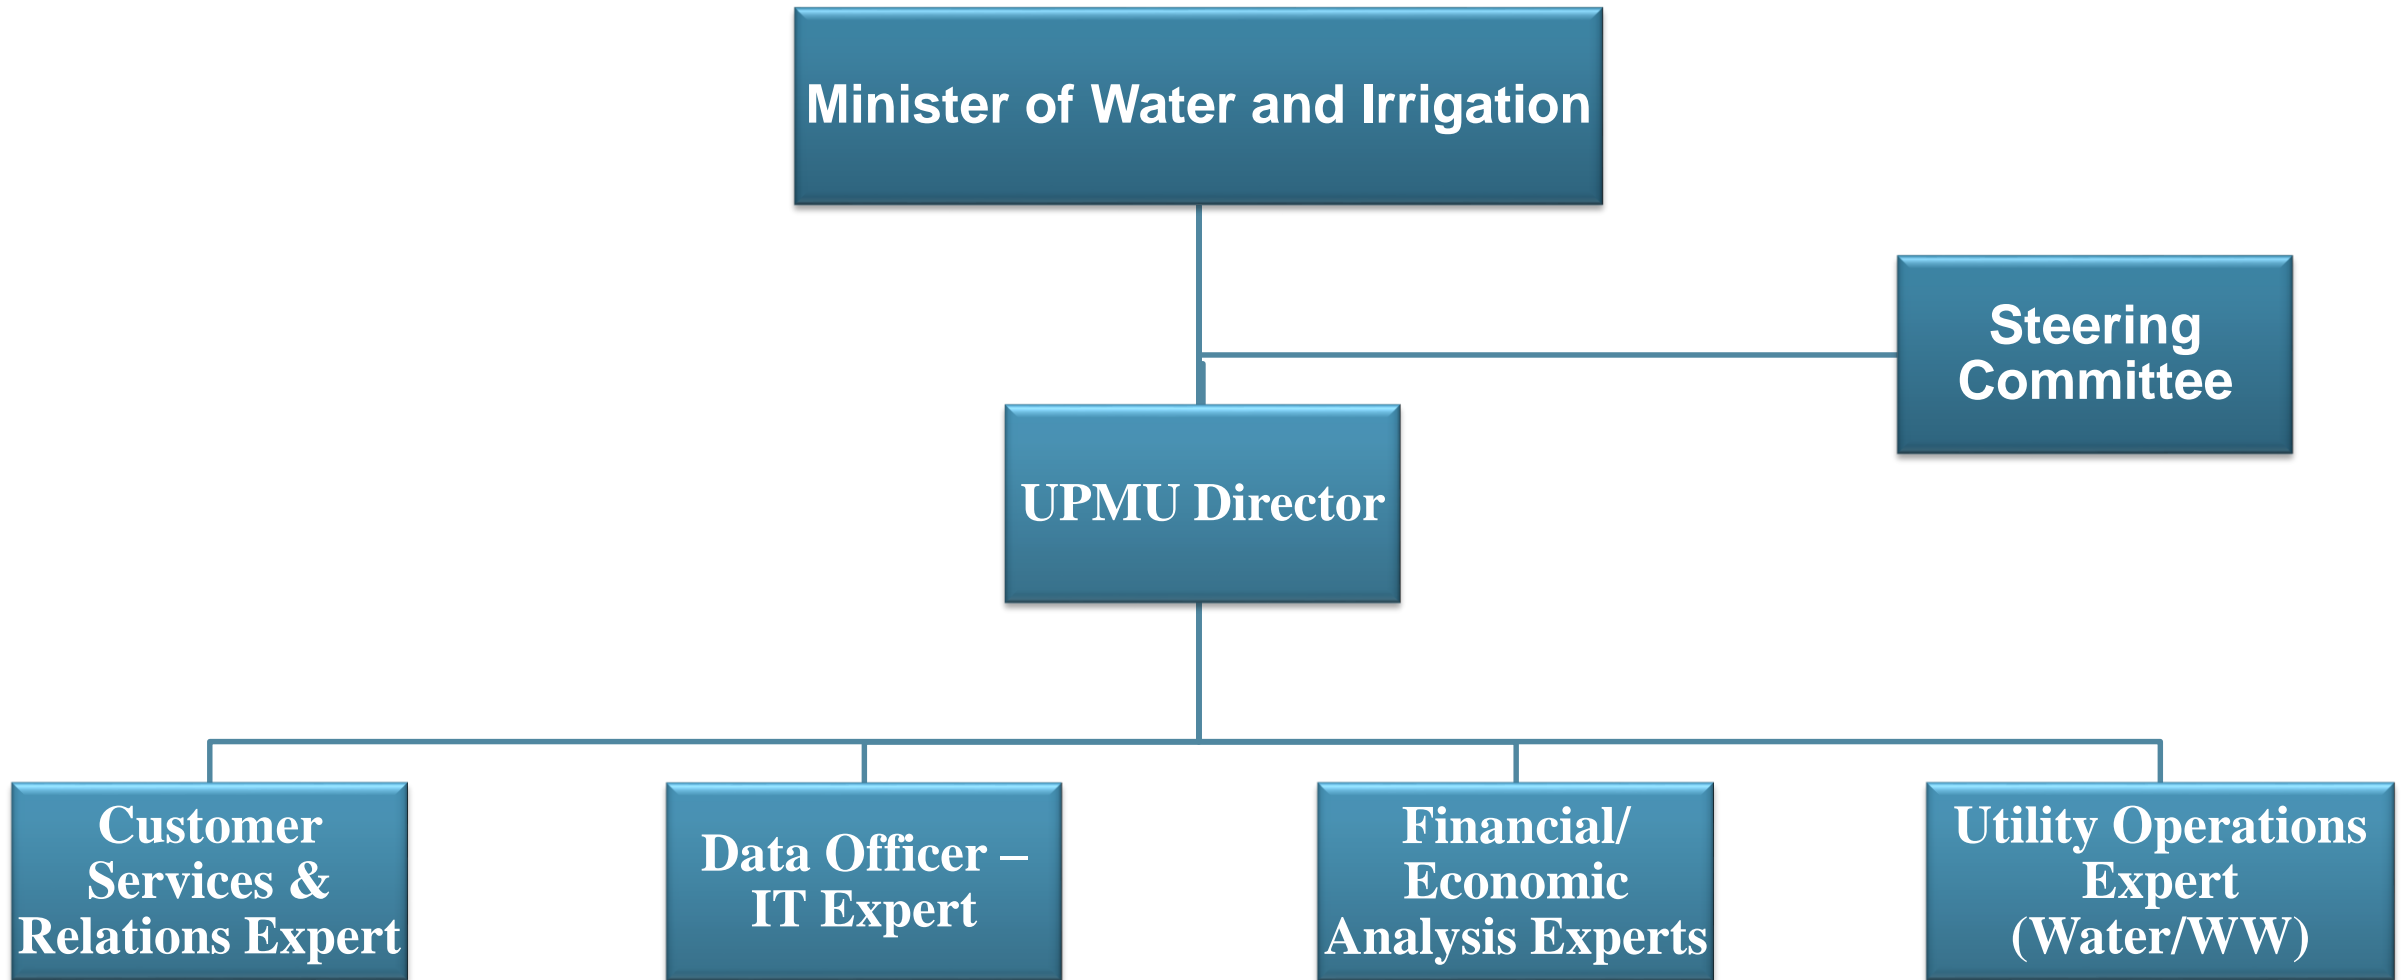 Minister of Water and Irrigation
Steering
Committee
UPMU Director
Customer
Services &
Relations Expert
Data Officer –
IT Expert
Financial/
Economic
Analysis Experts
Utility Operations
Expert
(Water/WW)